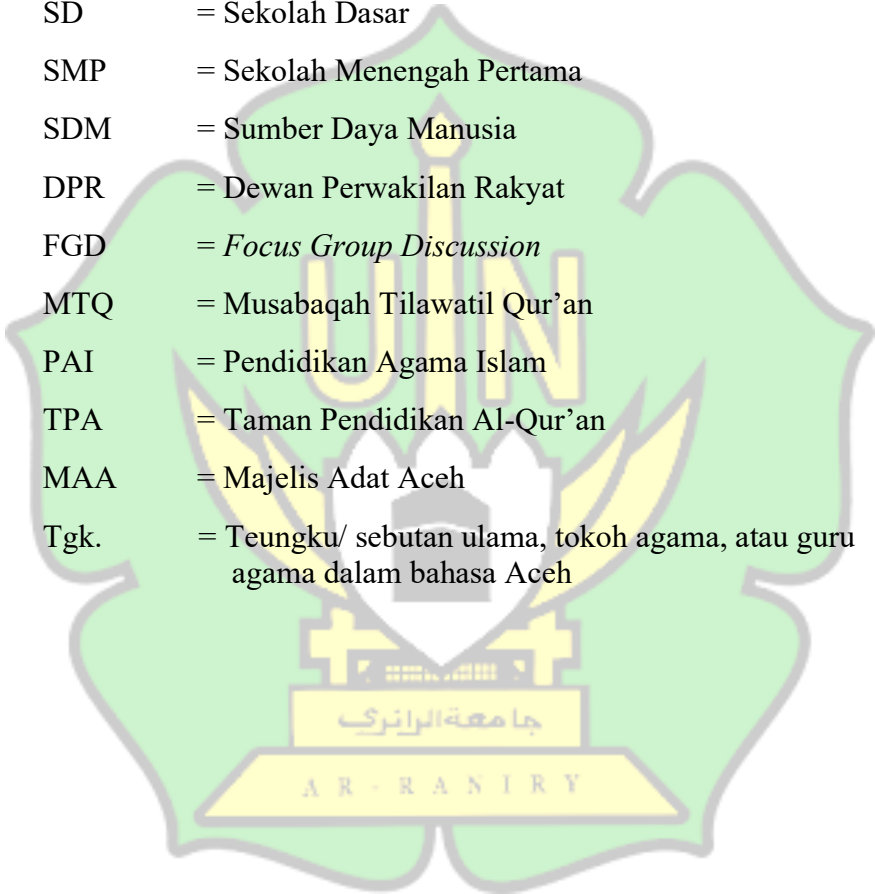 SD = Sekolah Dasar
SMP = Sekolah Menengah Pertama
SDM = Sumber Daya Manusia
DPR = Dewan Perwakilan Rakyat
FGD = Focus Group Discussion
MTQ = Musabaqah Tilawatil Qur’an
PAI = Pendidikan Agama Islam
TPA = Taman Pendidikan Al-Qur’an
MAA = Majelis Adat Aceh
Tgk. = Teungku/ sebutan ulama, tokoh agama, atau guru
agama dalam bahasa Aceh
UIN
جامعة الرانري
AR-RANIRY